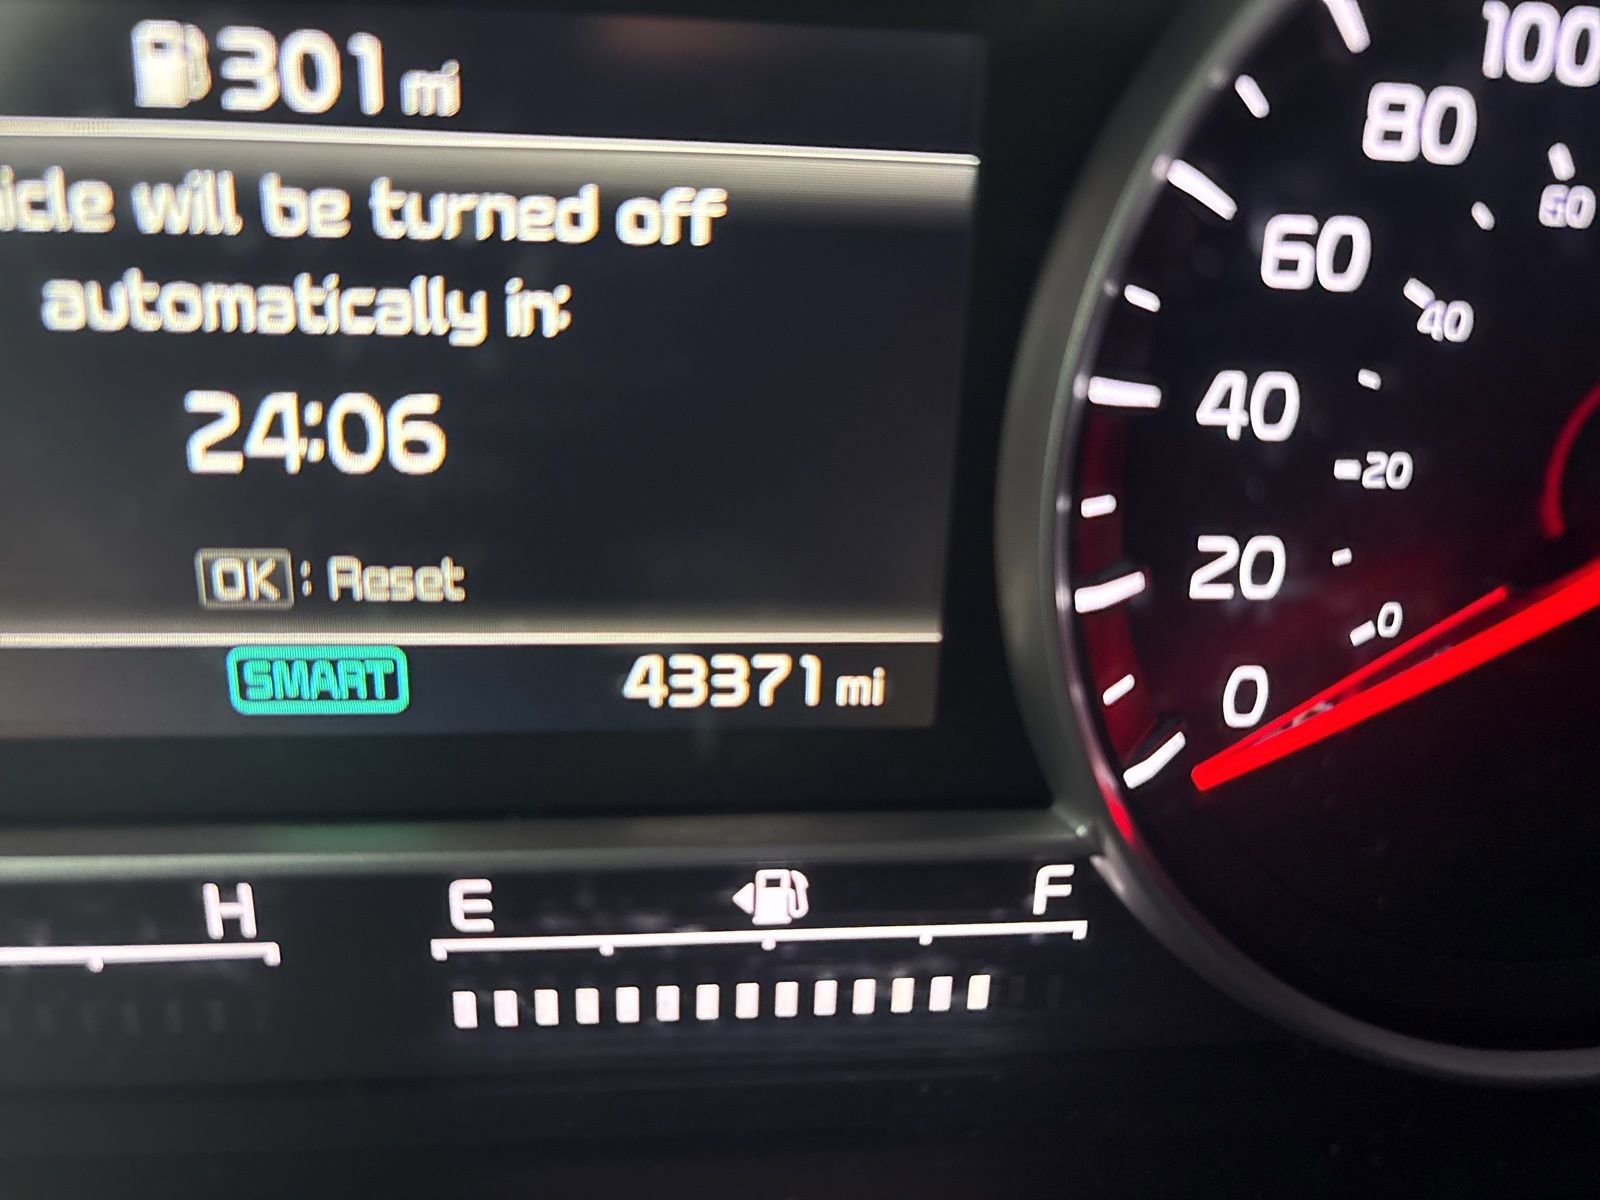 301 mi
icle will be turned off
automatically in:
24:06
OK : Reset
SMART
43371 mi
100
80
60
40
20
0
60
40
20
0
H
E
F